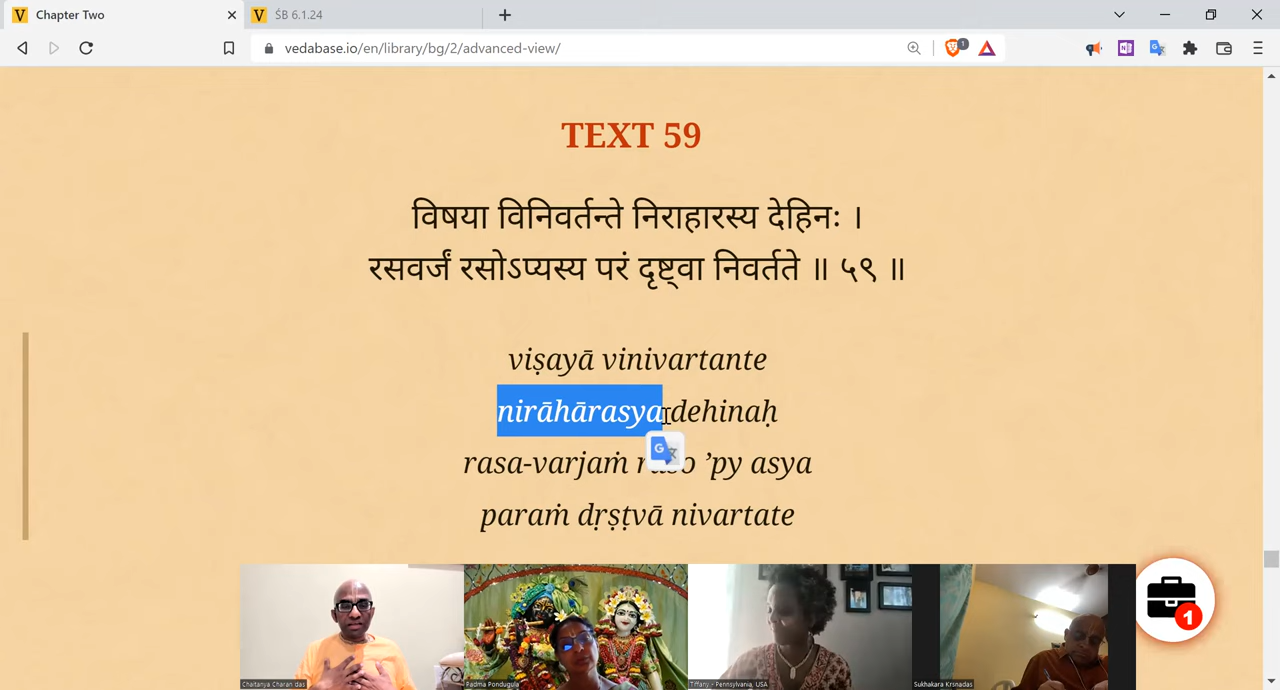 Chapter Two
ŚB 6.1.24
vedabase.io/en/library/bg/2/advanced-view/
1
TEXT 59
विषया विनिवर्तन्ते निराहारस्य देहिनः ।
रसवर्जं रसोऽप्यस्य परं दृष्ट्वा निवर्तते ॥ ५९ ॥
viṣayā vinivartante
nirāhārasya dehinaḥ
rasa-varjaṁ raso ’py asya
paraṁ dṛṣṭvā nivartate
1
Chaitanya Charan das
Padma Pondugula
Tiffany - Pennsylvania, USA
Sukhakara Krsnadas